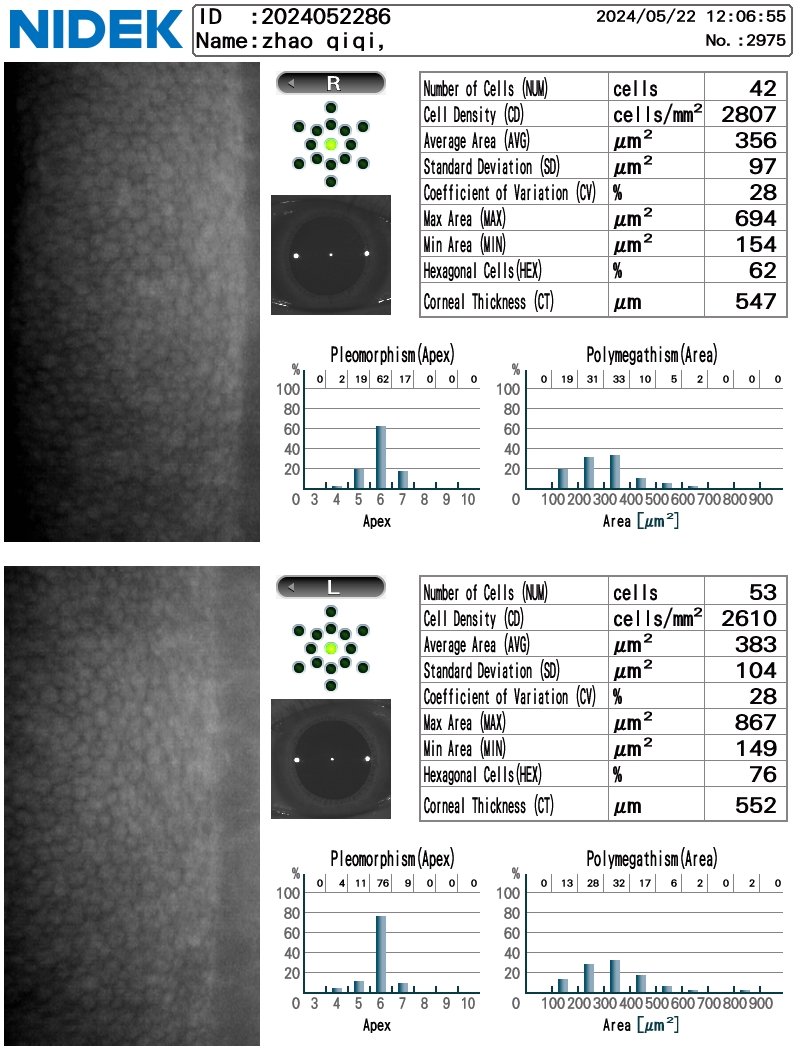 NIDEK
ID :2024052286 2024/05/22 12:06:55
Name:zhao qiqi, No. :2975
R
Number of Cells (NUM) cells 42
Cell Density (CD) cells/mm² 2807
Average Area (AVG) μm² 356
Standard Deviation (SD) μm² 97
Coefficient of Variation (CV) % 28
Max Area (MAX) μm² 694
Min Area (MIN) μm² 154
Hexagonal Cells(HEX) % 62
Corneal Thickness (CT) μm 547
Pleomorphism(Apex)
%
0 2 19 62 17 0 0 0
100
80
60
40
20
0 3 4 5 6 7 8 9 10
Apex
Polymegathism(Area)
%
0 19 31 33 10 5 2 0 0 0
100
80
60
40
20
0 100 200 300 400 500 600 700 800 900
Area [μm²]
L
Number of Cells (NUM) cells 53
Cell Density (CD) cells/mm² 2610
Average Area (AVG) μm² 383
Standard Deviation (SD) μm² 104
Coefficient of Variation (CV) % 28
Max Area (MAX) μm² 867
Min Area (MIN) μm² 149
Hexagonal Cells(HEX) % 76
Corneal Thickness (CT) μm 552
Pleomorphism(Apex)
%
0 4 11 76 9 0 0 0
100
80
60
40
20
0 3 4 5 6 7 8 9 10
Apex
Polymegathism(Area)
%
0 13 28 32 17 6 2 0 2 0
100
80
60
40
20
0 100 200 300 400 500 600 700 800 900
Area [μm²]